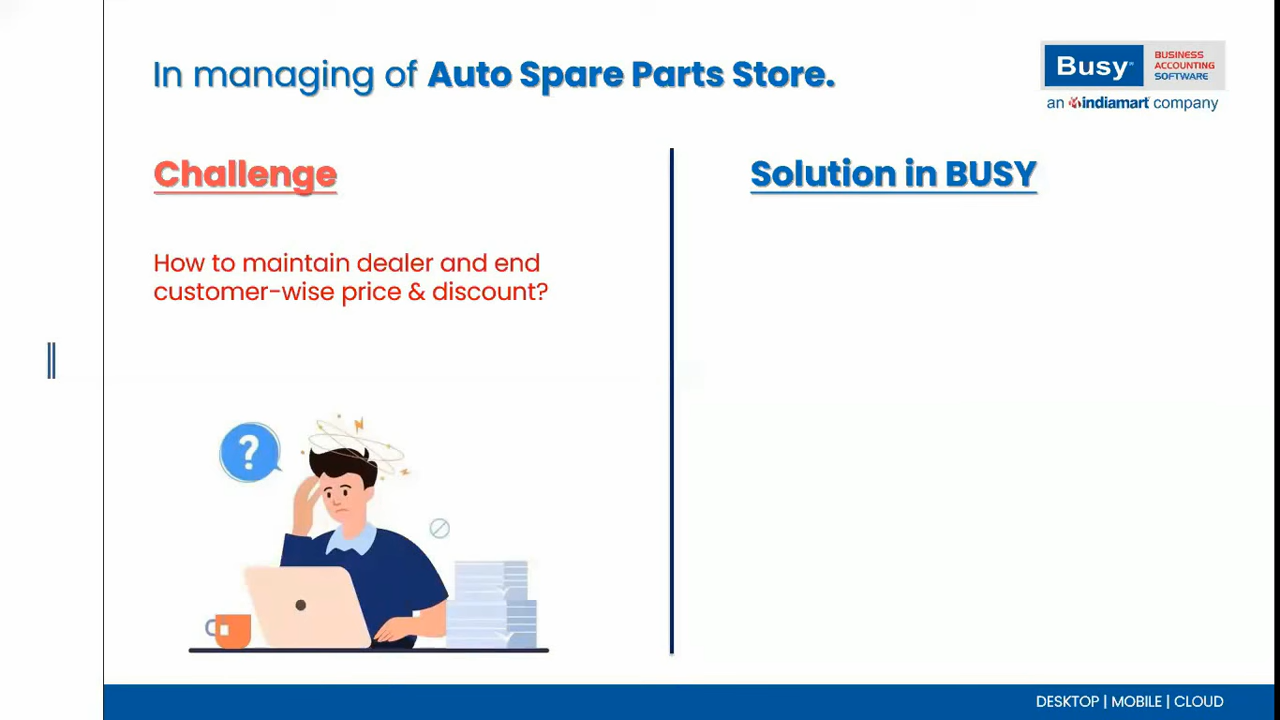 In managing of Auto Spare Parts Store.
Busy
BUSINESS
ACCOUNTING
SOFTWARE
an indiamart company
Challenge
Solution in BUSY
How to maintain dealer and end
customer-wise price & discount?
?
DESKTOP | MOBILE | CLOUD